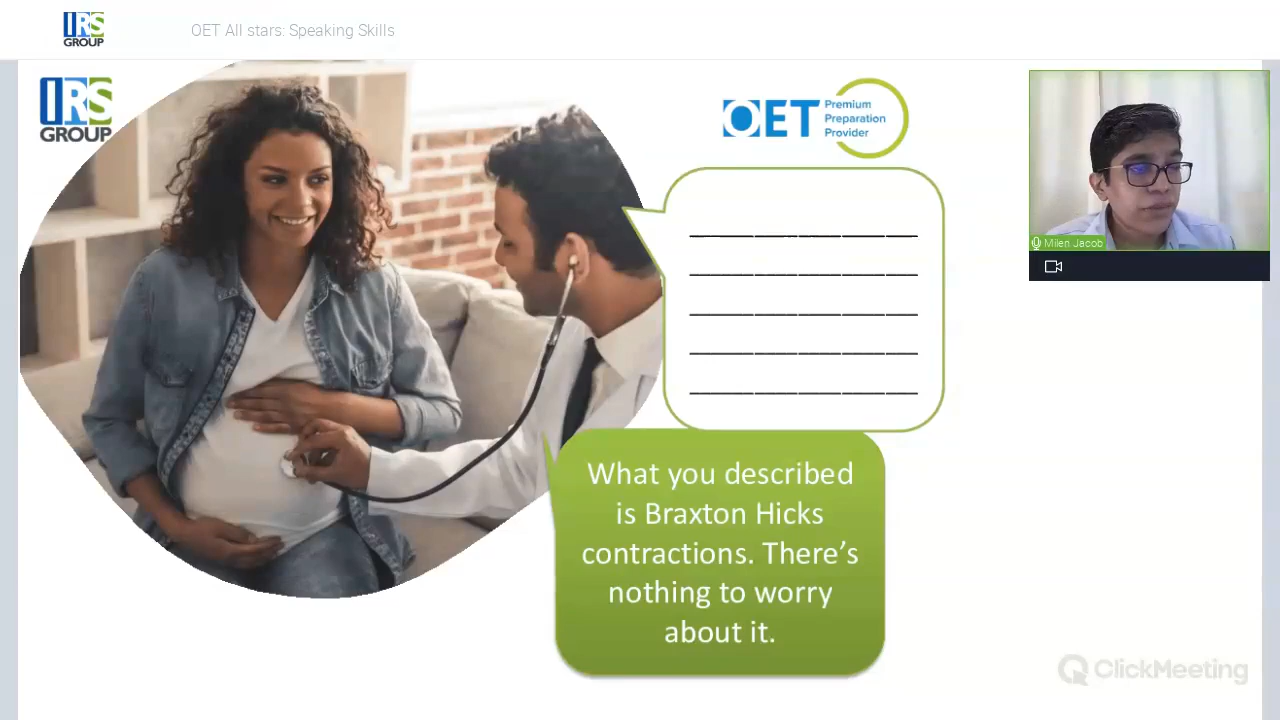 IRS
GROUP
OET All stars: Speaking Skills
IRS
GROUP
OET Premium
Preparation
Provider
Milen Jacob
What you described
is Braxton Hicks
contractions. There’s
nothing to worry
about it.
ClickMeeting